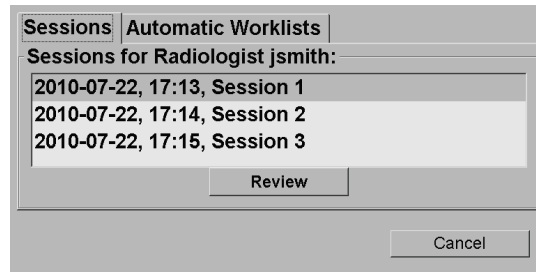 Sessions Automatic Worklists
Sessions for Radiologist jsmith:
2010-07-22, 17:13, Session 1
2010-07-22, 17:14, Session 2
2010-07-22, 17:15, Session 3
Review
Cancel